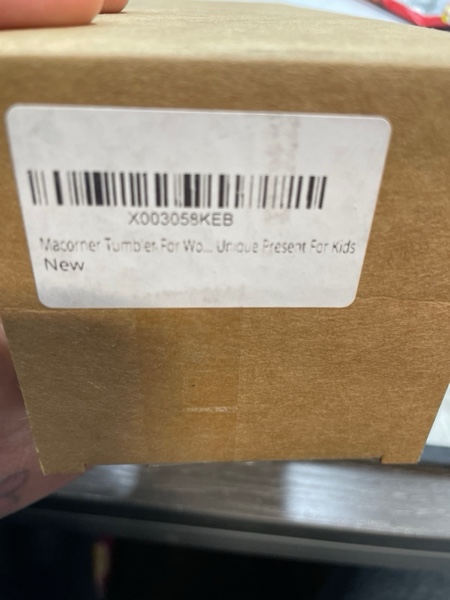 X003058KEB
Macorner Tumbler For Wo... Unique Present For Kids
New